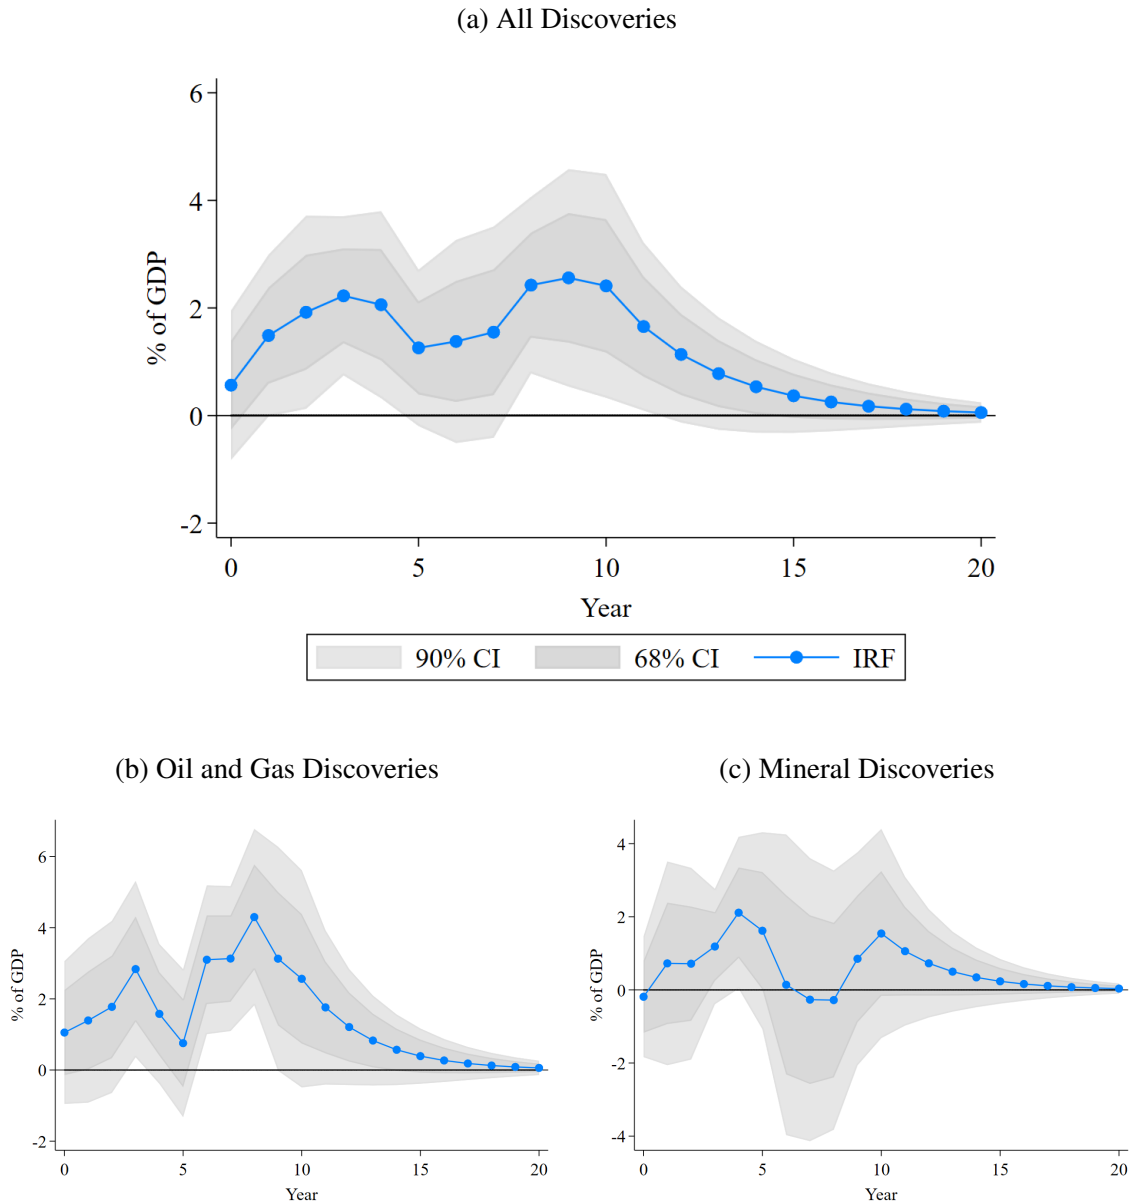 (a) All Discoveries
6
4
2
0
-2
% of GDP
0 5 10 15 20
Year
90% CI 68% CI IRF
(b) Oil and Gas Discoveries
6
4
2
0
-2
% of GDP
0 5 10 15 20
Year
(c) Mineral Discoveries
4
2
0
-2
-4
% of GDP
0 5 10 15 20
Year